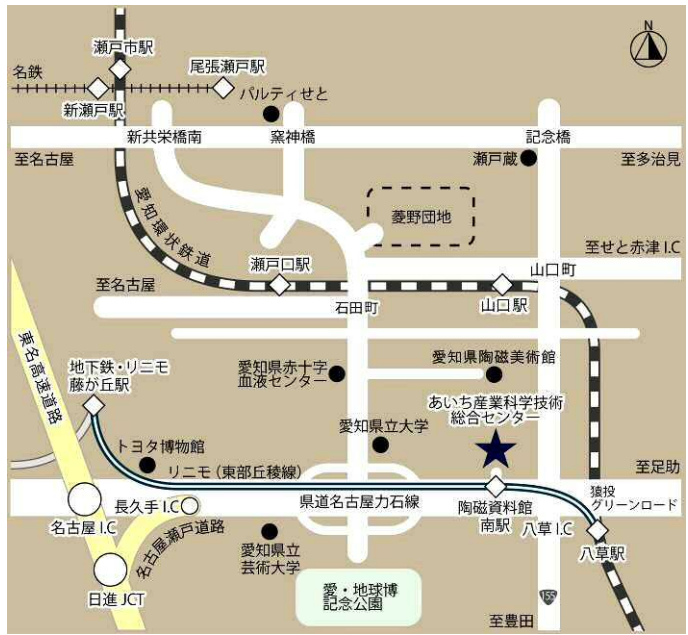 N
瀬戸市駅
名鉄
尾張瀬戸駅
新瀬戸駅
パルティせと
新共栄橋南
窯神橋
記念橋
至名古屋
瀬戸蔵
至多治見
愛知環状鉄道
菱野団地
至せと赤津I.C
瀬戸口駅
山口町
至名古屋
山口駅
石田町
東名高速道路
地下鉄・リニモ
藤が丘駅
愛知県赤十字
血液センター
愛知県陶磁美術館
あいち産業科学技術
総合センター
愛知県立大学
トヨタ博物館
リニモ(東部丘稜線)
至足助
長久手I.C
県道名古屋力石線
陶磁資料館
南駅
猿投
グリーンロード
名古屋I.C
八草I.C
八草駅
名古屋瀬戸道路
愛知県立
芸術大学
日進JCT
愛・地球博
記念公園
155
至豊田